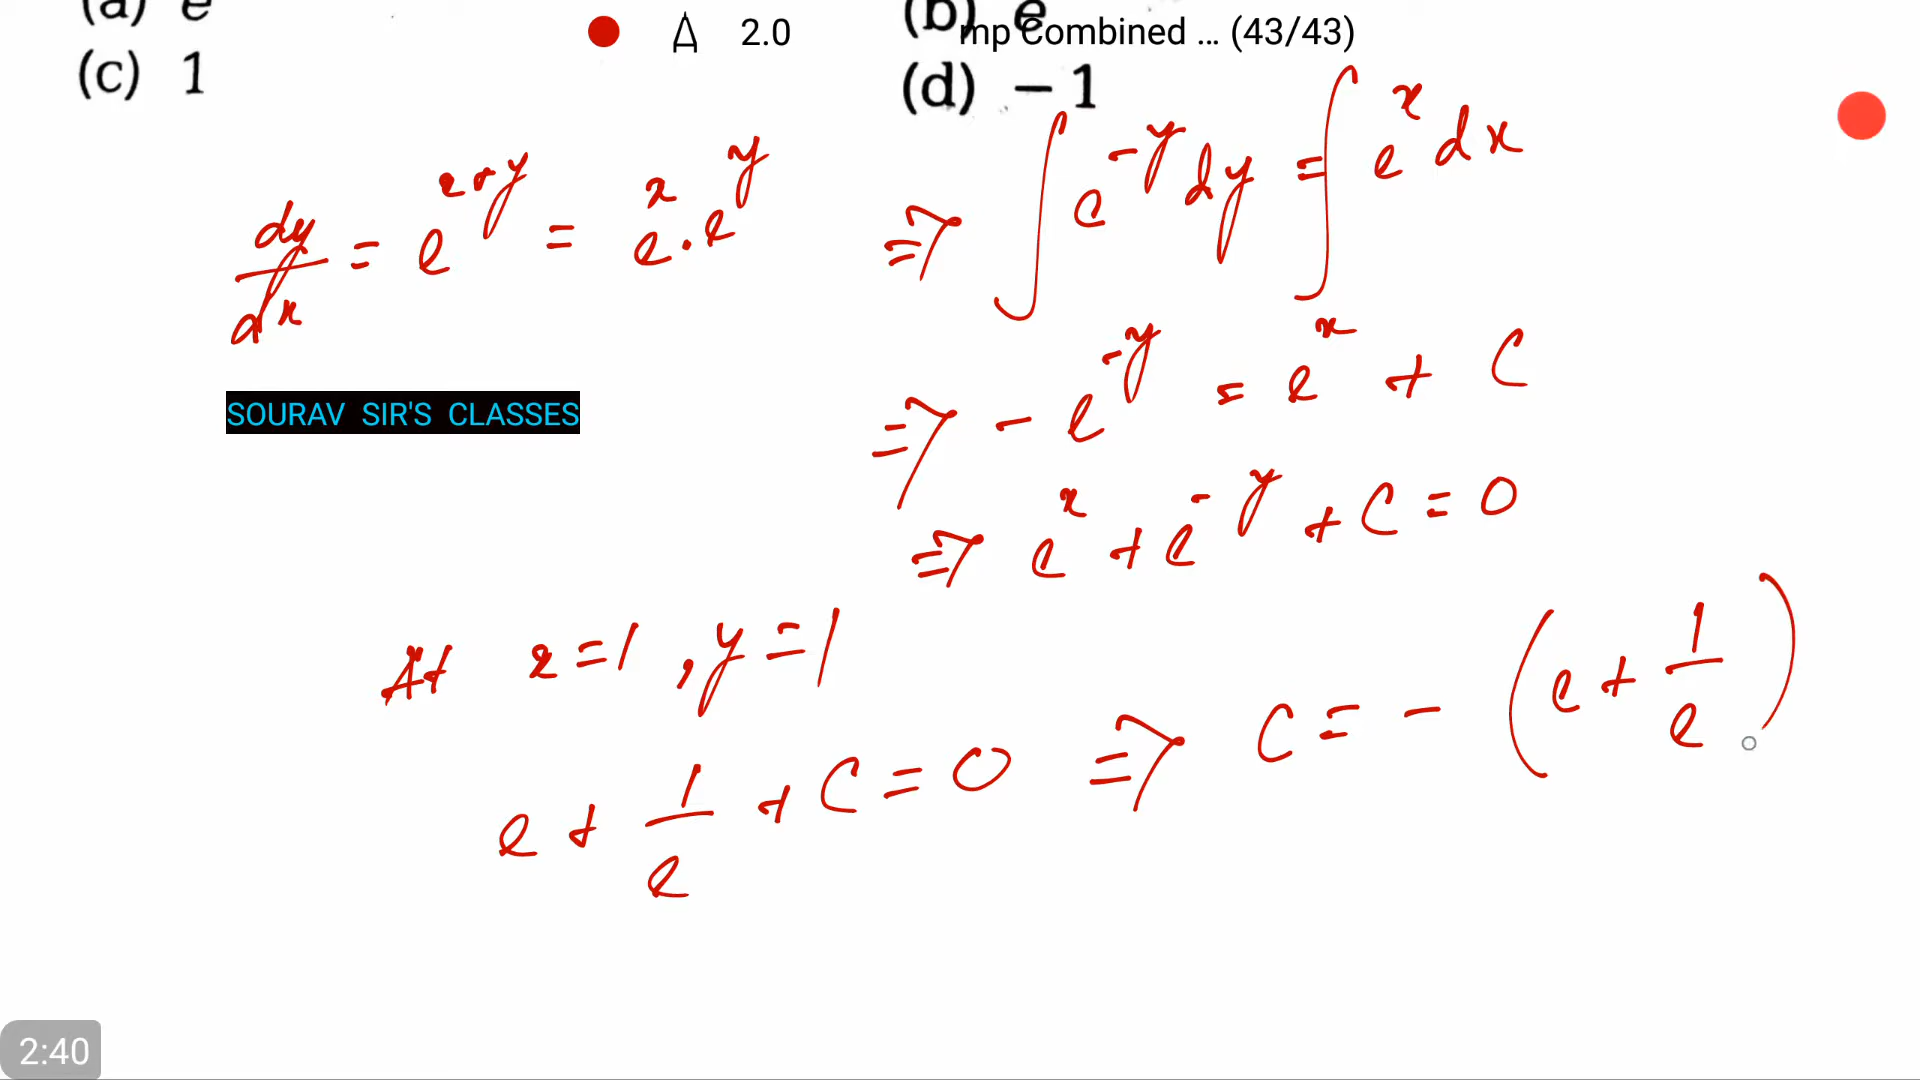 (a) e (b) e
2.0 mp Combined ... (43/43)
(c) 1 (d) −1
dy/dx = e^{x+y} = e^x . e^y
⇒ ∫ e^{-y} dy = ∫ e^x dx
SOURAV SIR'S CLASSES
⇒ - e^{-y} = e^x + C
⇒ e^x + e^{-y} + C = 0
At x=1, y=1
e + 1/e + C = 0 ⇒ C = - (e + 1/e)
2:40